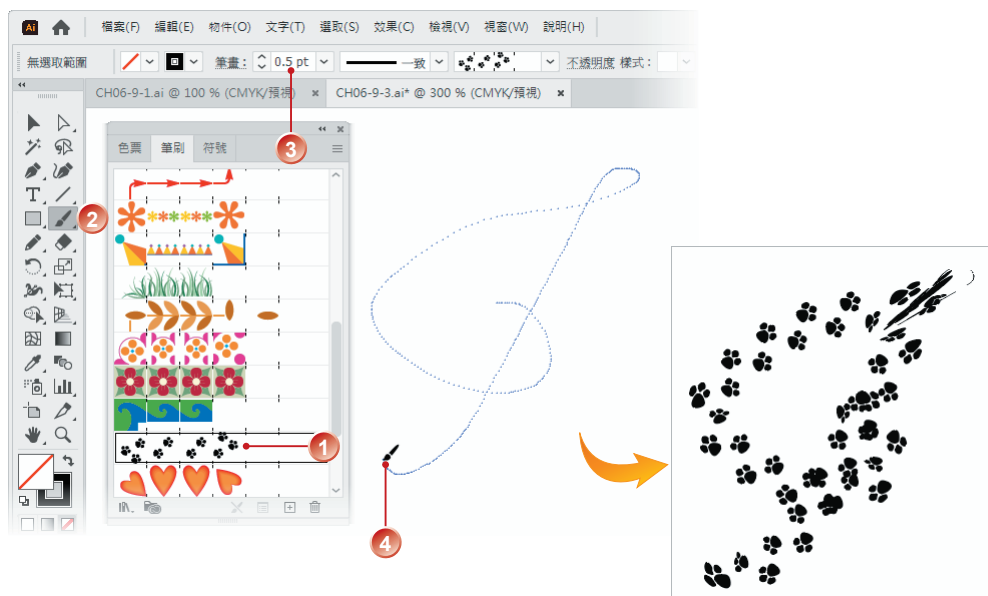 Ai
檔案(F) 編輯(E) 物件(O) 文字(T) 選取(S) 效果(C) 檢視(V) 視窗(W) 說明(H)
無選取範圍 筆畫： 0.5 pt 一致 不透明度 樣式：
CH06-9-1.ai @ 100 % (CMYK/預視) × CH06-9-3.ai* @ 300 % (CMYK/預視) ×
3
色票 筆刷 符號
2
1
4